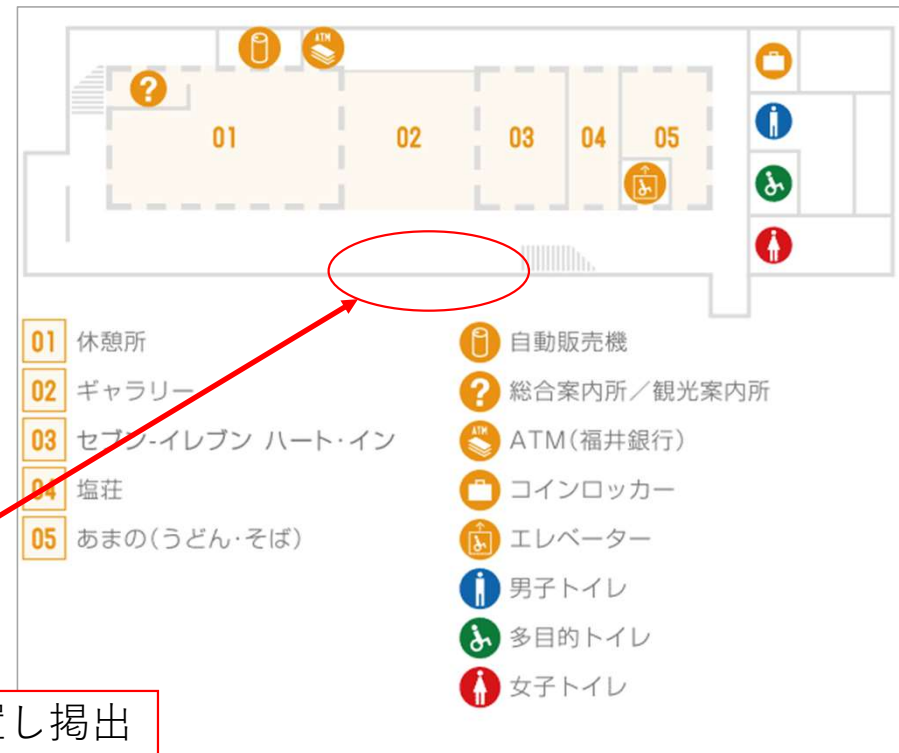 ATM
?
01
02
03
04
05
01 休憩所
02 ギャラリー
03 セブン-イレブン ハート・イン
04 塩荘
05 あまの(うどん・そば)
自動販売機
? 総合案内所/観光案内所
ATM ATM(福井銀行)
コインロッカー
エレベーター
男子トイレ
多目的トイレ
女子トイレ
し掲出